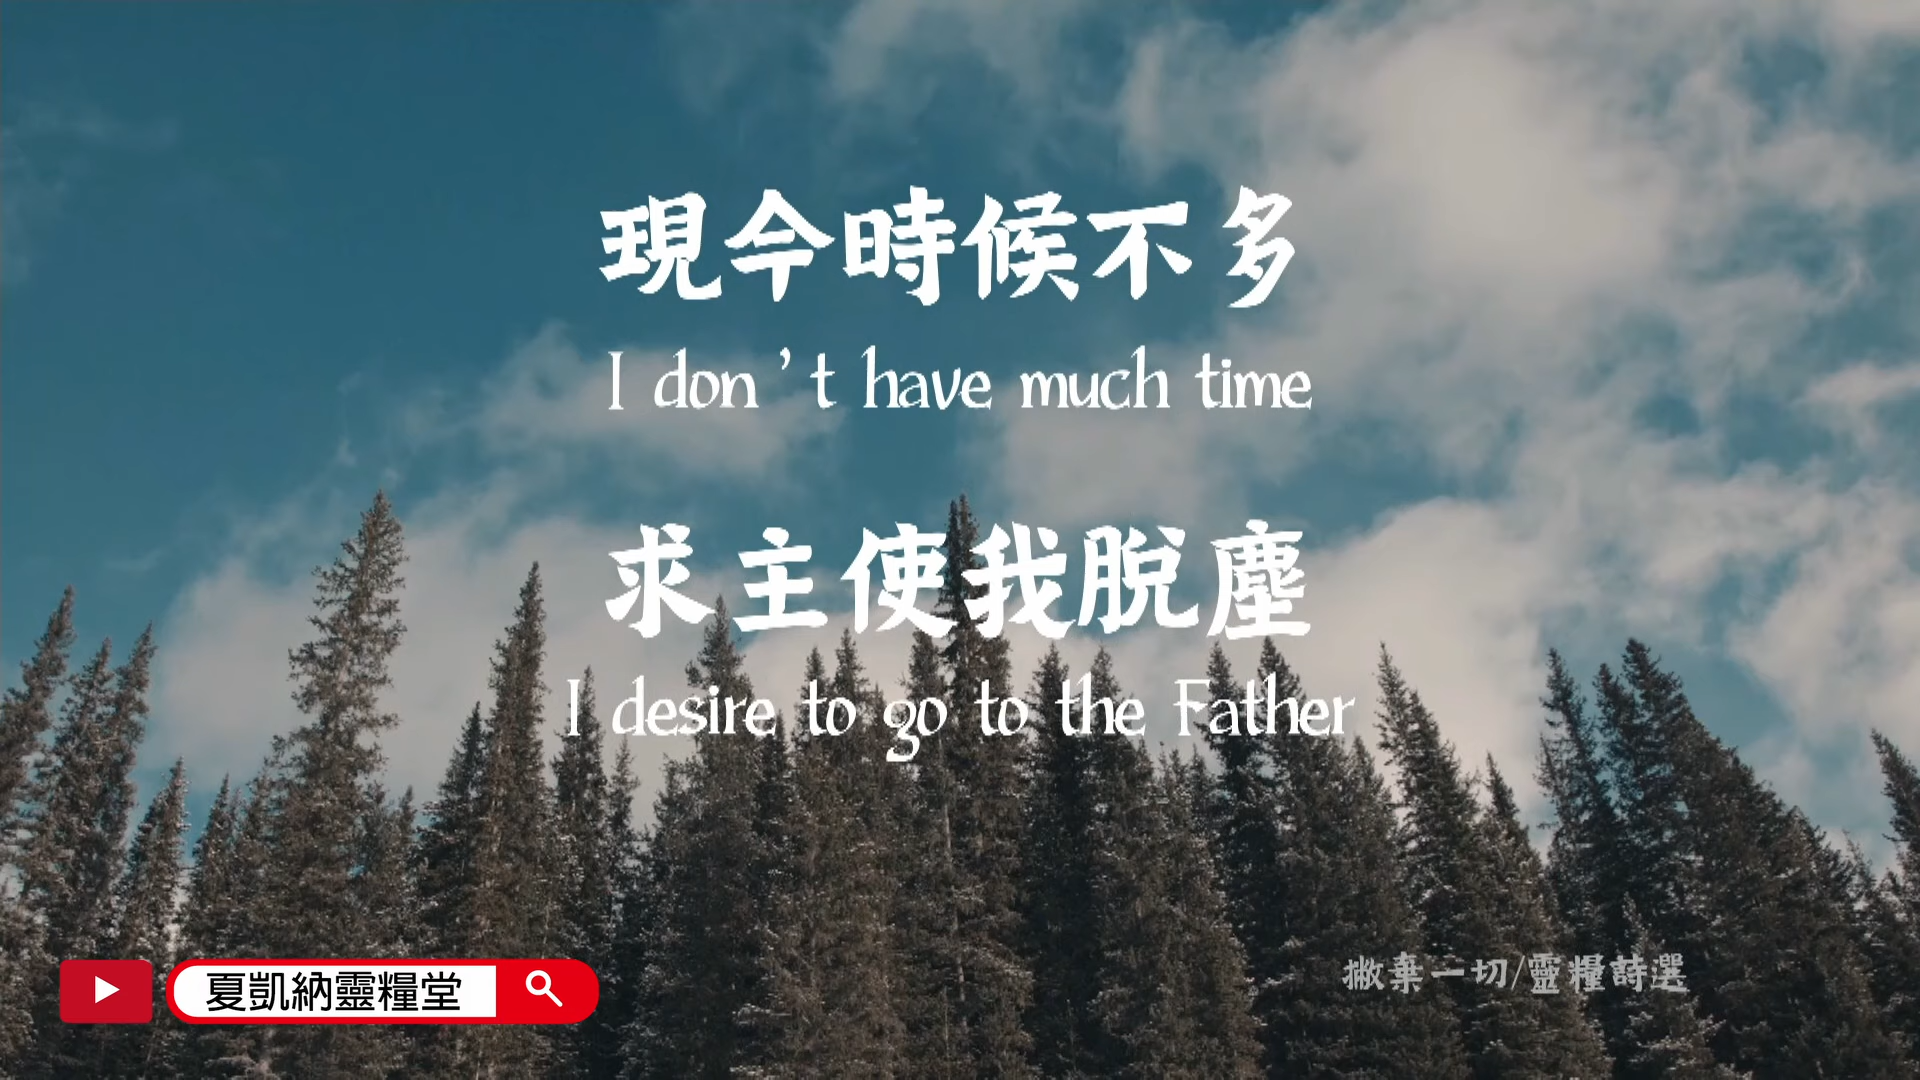 現今時候不多
I don't have much time
求主使我脫塵
I desire to go to the Father
夏凱納靈糧堂
撇棄一切/靈糧詩選